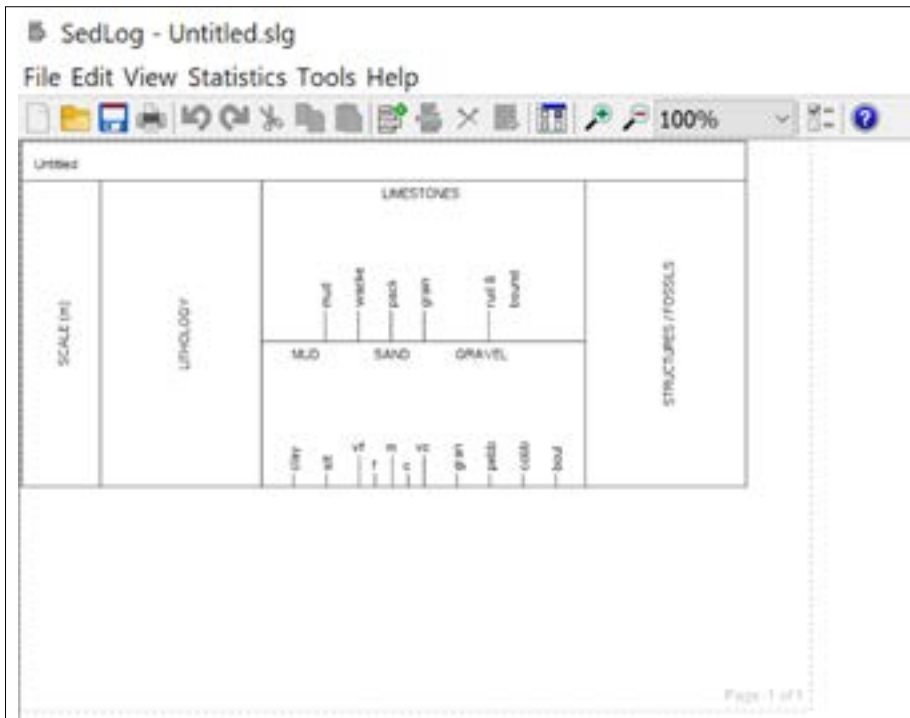 SedLog - Untitled.slg
File Edit View Statistics Tools Help
100%
Untitled
LIMESTONES
SCALE (m)
LITHOLOGY
mud
wacke
pack
grain
rud &
bound
STRUCTURES / FOSSILS
MUD SAND GRAVEL
clay
silt
vf
f
m
c
vc
gran
pebb
cobb
boul
Page 1 of 1